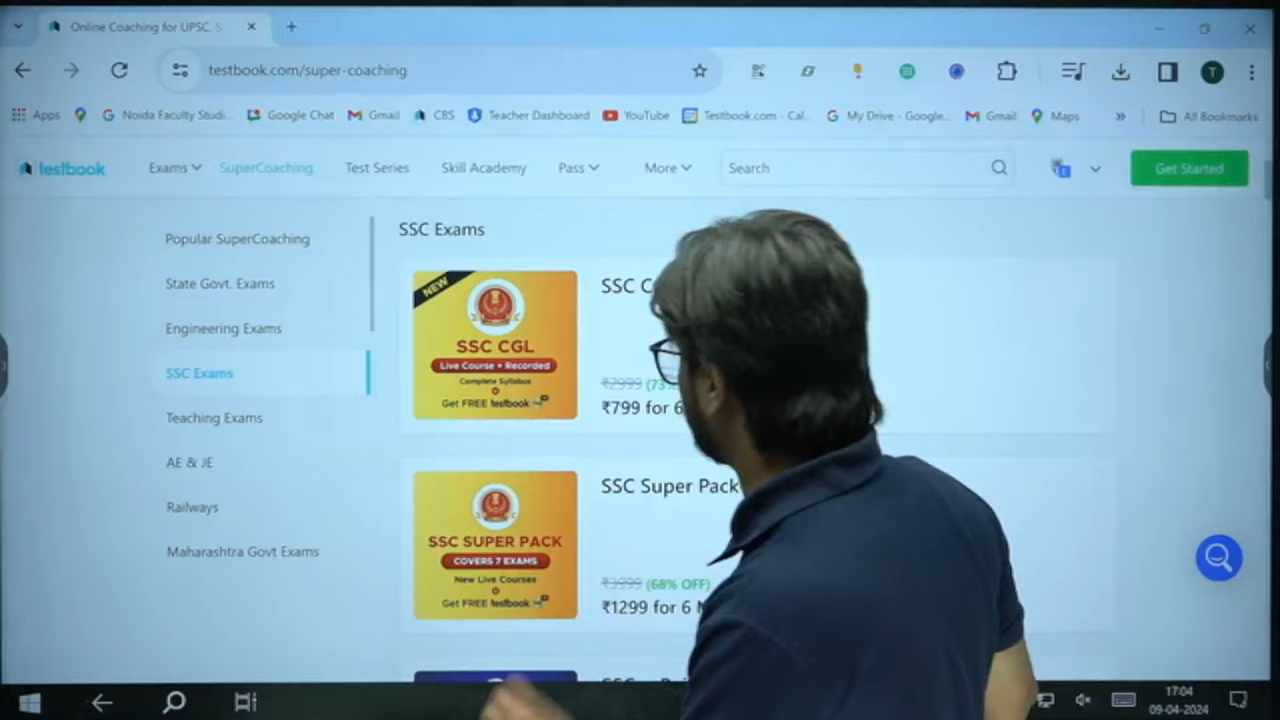 Online Coaching for UPSC, S
testbook.com/super-coaching
Apps Noida Faculty Studi... Google Chat Gmail CBS Teacher Dashboard YouTube Testbook.com - Cal... My Drive - Google... Gmail Maps » All Bookmarks
testbook Exams SuperCoaching Test Series Skill Academy Pass More Search Get Started
T
Popular SuperCoaching
State Govt. Exams
Engineering Exams
SSC Exams
Teaching Exams
AE & JE
Railways
Maharashtra Govt Exams
SSC Exams
NEW
SSC CGL
Live Course + Recorded
Complete Syllabus
Get FREE testbook
SSC C
₹2999 (73%
₹799 for 6
SSC SUPER PACK
COVERS 7 EXAMS
New Live Courses
Get FREE testbook
SSC Super Pack
₹3999 (68% OFF)
₹1299 for 6
17:04
09-04-2024